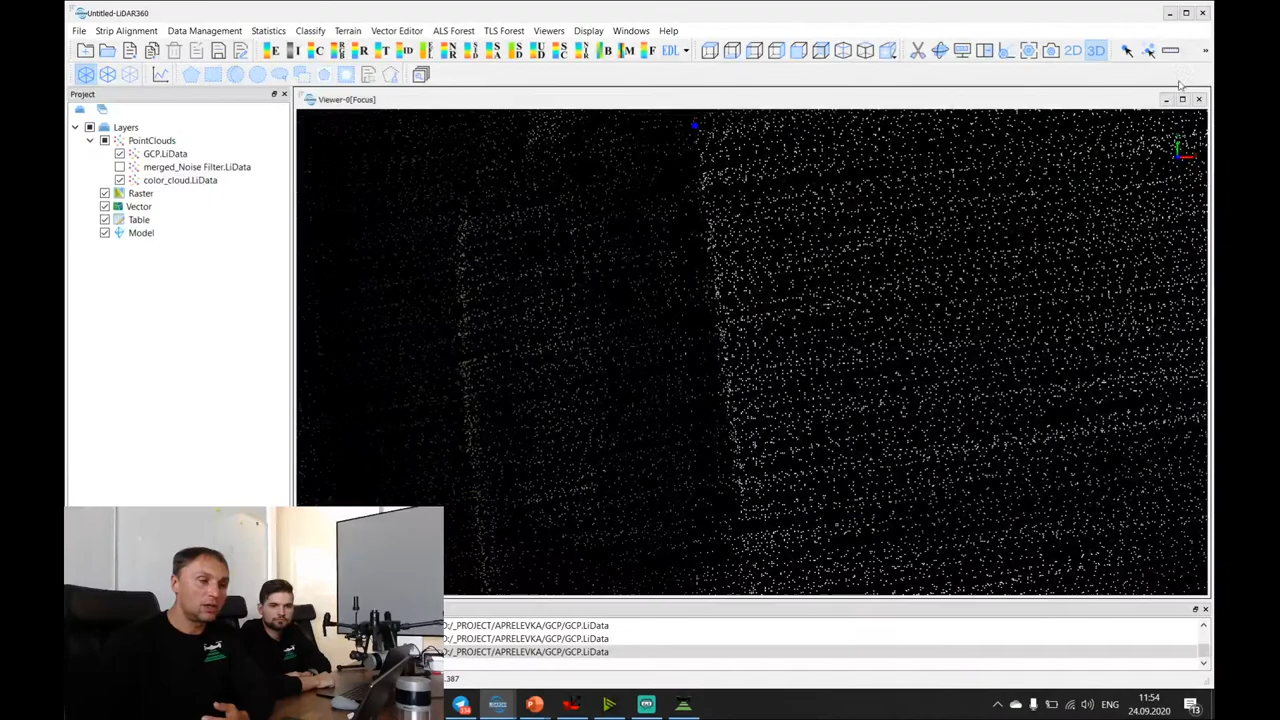 Untitled-LiDAR360
File Strip Alignment Data Management Statistics Classify Terrain Vector Editor ALS Forest TLS Forest Viewers Display Windows Help
EDL 2D 3D
Project
Viewer-0[Focus]
Layers
PointClouds
GCP.LiData
merged_Noise Filter.LiData
color_cloud.LiData
Raster
Vector
Table
Model
D:/_PROJECT/APRELEVKA/GCP/GCP.LiData
D:/_PROJECT/APRELEVKA/GCP/GCP.LiData
D:/_PROJECT/APRELEVKA/GCP/GCP.LiData
.387
ENG
11:54
24.09.2020